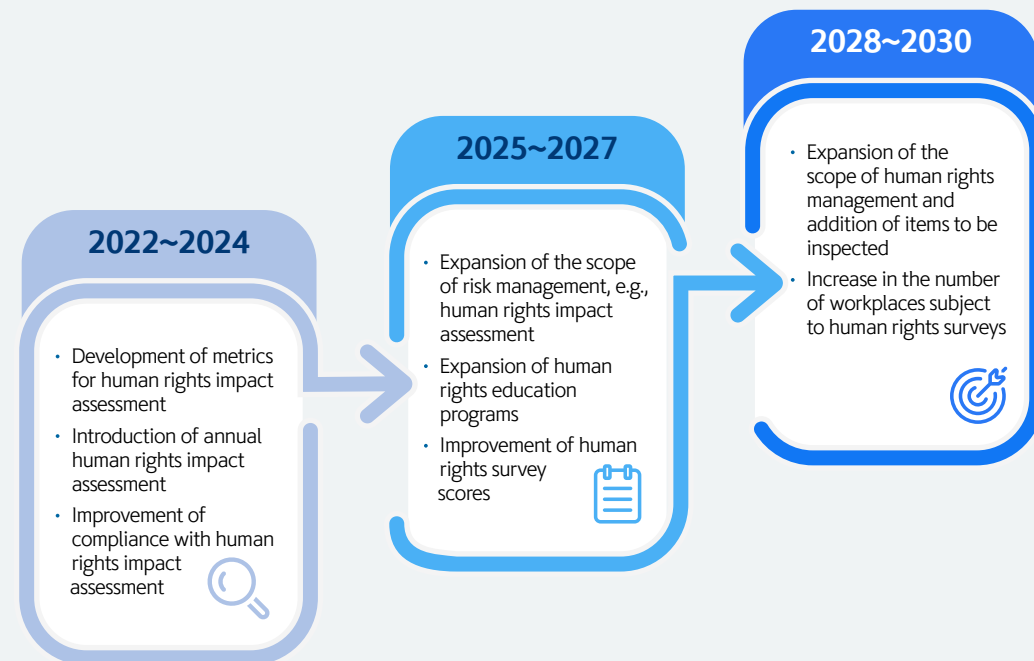 2022~2024
• Development of metrics
for human rights impact
assessment
• Introduction of annual
human rights impact
assessment
• Improvement of
compliance with human
rights impact
assessment
2025~2027
• Expansion of the scope
of risk management, e.g.,
human rights impact
assessment
• Expansion of human
rights education
programs
• Improvement of human
rights survey
scores
2028~2030
• Expansion of the
scope of human rights
management and
addition of items to be
inspected
• Increase in the number
of workplaces subject
to human rights surveys